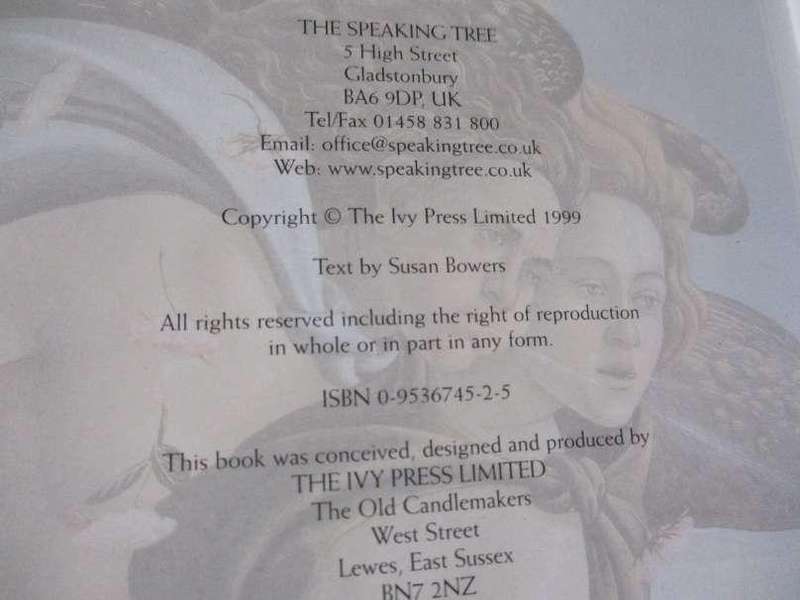 THE SPEAKING TREE
5 High Street
Gladstonbury
BA6 9DP, UK
Tel/Fax 01458 831 800
Email: office@speakingtree.co.uk
Web: www.speakingtree.co.uk
Copyright © The Ivy Press Limited 1999
Text by Susan Bowers
All rights reserved including the right of reproduction
in whole or in part in any form.
ISBN 0-9536745-2-5
This book was conceived, designed and produced by
THE IVY PRESS LIMITED
The Old Candlemakers
West Street
Lewes, East Sussex
BN7 2NZ